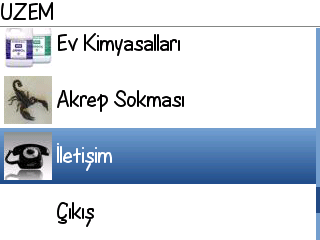 UZEM
Ev Kimyasalları
Akrep Sokması
İletişim
Çıkış